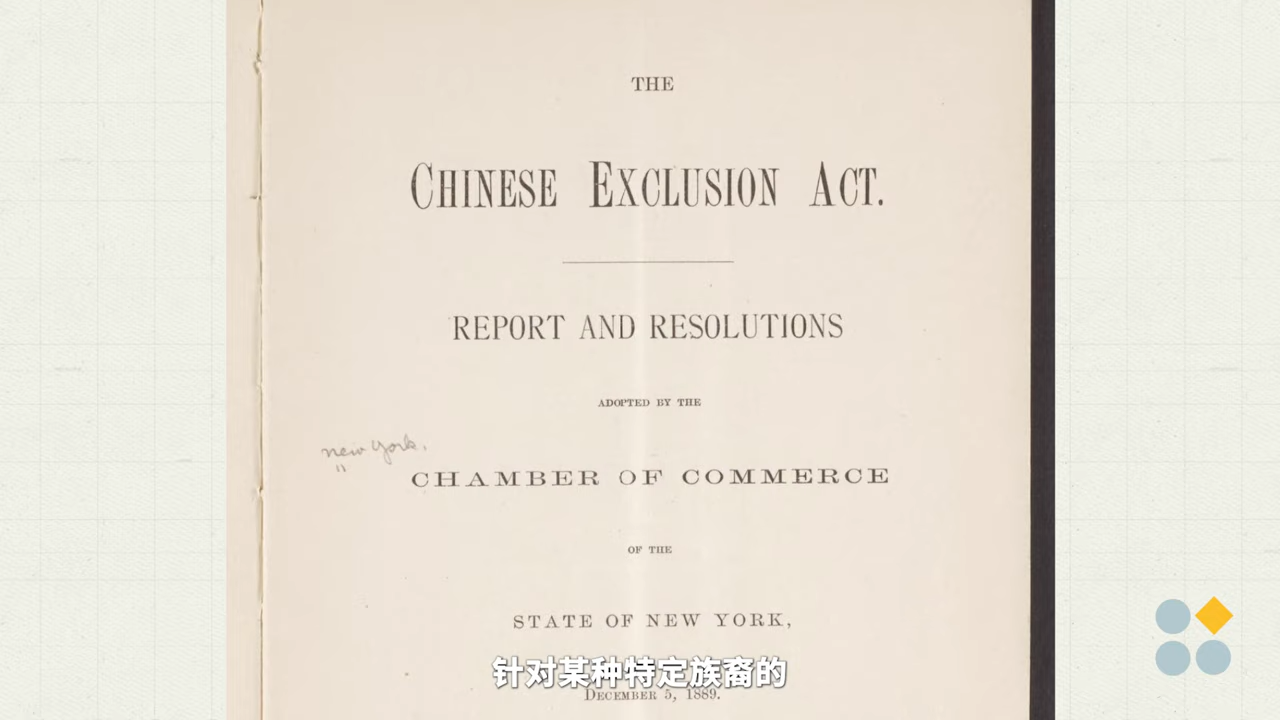 THE
CHINESE EXCLUSION ACT.
REPORT AND RESOLUTIONS
ADOPTED BY THE
new york.
"
CHAMBER OF COMMERCE
OF THE
STATE OF NEW YORK,
针对某种特定族裔的
DECEMBER 5, 1889.